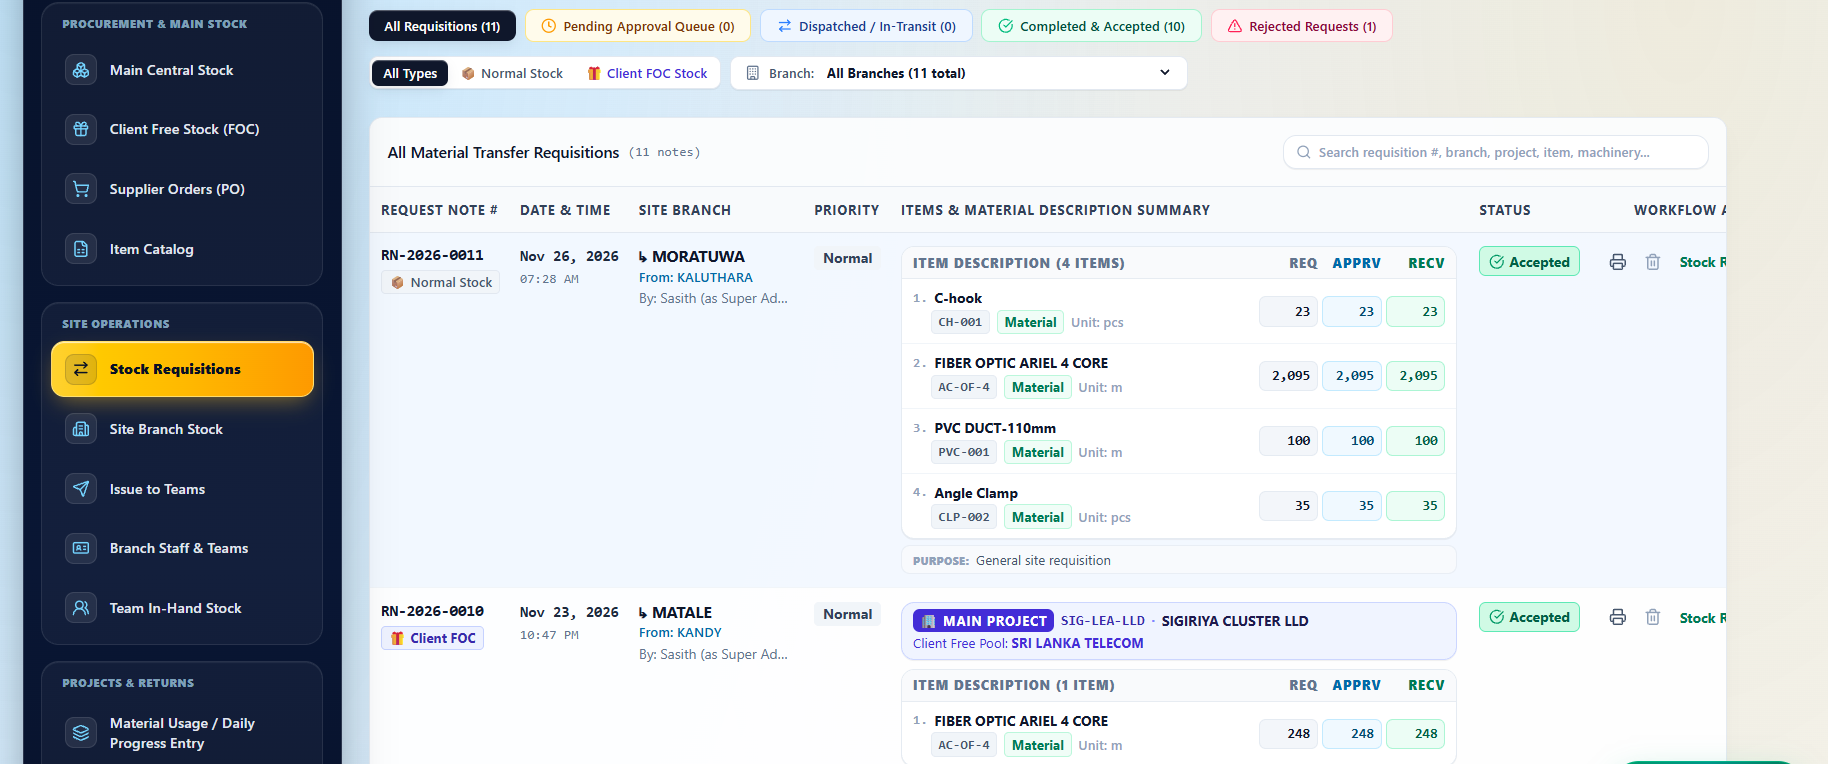 PROCUREMENT & MAIN STOCK
Main Central Stock
Client Free Stock (FOC)
Supplier Orders (PO)
Item Catalog
SITE OPERATIONS
Stock Requisitions
Site Branch Stock
Issue to Teams
Branch Staff & Teams
Team In-Hand Stock
PROJECTS & RETURNS
Material Usage / Daily
Progress Entry
All Requisitions (11) Pending Approval Queue (0) Dispatched / In-Transit (0) Completed & Accepted (10) Rejected Requests (1)
All Types Normal Stock Client FOC Stock Branch: All Branches (11 total)
All Material Transfer Requisitions (11 notes) Search requisition #, branch, project, item, machinery...
REQUEST NOTE # DATE & TIME SITE BRANCH PRIORITY ITEMS & MATERIAL DESCRIPTION SUMMARY STATUS WORKFLOW A
RN-2026-0011 Nov 26, 2026 ↳ MORATUWA Normal ITEM DESCRIPTION (4 ITEMS) REQ APPRV RECV Accepted Stock R
Normal Stock 07:28 AM From: KALUTHARA
By: Sasith (as Super Ad...
1. C-hook
CH-001 Material Unit: pcs 23 23 23
2. FIBER OPTIC ARIEL 4 CORE
AC-OF-4 Material Unit: m 2,095 2,095 2,095
3. PVC DUCT-110mm
PVC-001 Material Unit: m 100 100 100
4. Angle Clamp
CLP-002 Material Unit: pcs 35 35 35
PURPOSE: General site requisition
RN-2026-0010 Nov 23, 2026 ↳ MATALE Normal MAIN PROJECT SIG-LEA-LLD · SIGIRIYA CLUSTER LLD Accepted Stock R
Client FOC 10:47 PM From: KANDY Client Free Pool: SRI LANKA TELECOM
By: Sasith (as Super Ad...
ITEM DESCRIPTION (1 ITEM) REQ APPRV RECV
1. FIBER OPTIC ARIEL 4 CORE
AC-OF-4 Material Unit: m 248 248 248